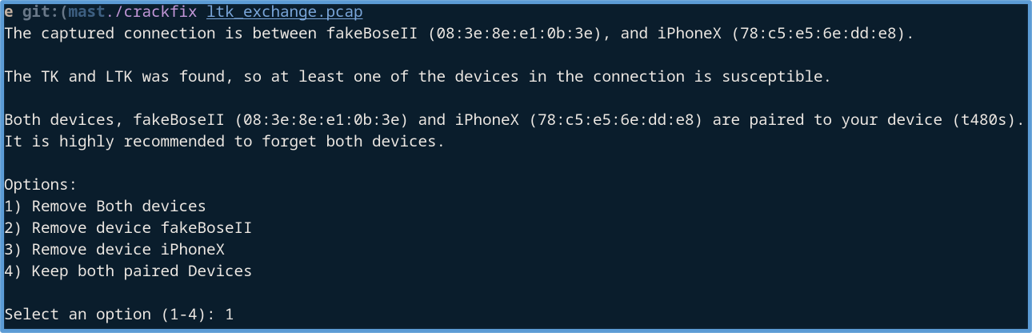 e git:(mast./crackfix ltk_exchange.pcap
The captured connection is between fakeBoseII (08:3e:8e:e1:0b:3e), and iPhoneX (78:c5:e5:6e:dd:e8).
The TK and LTK was found, so at least one of the devices in the connection is susceptible.
Both devices, fakeBoseII (08:3e:8e:e1:0b:3e) and iPhoneX (78:c5:e5:6e:dd:e8) are paired to your device (t480s).
It is highly recommended to forget both devices.
Options:
1) Remove Both devices
2) Remove device fakeBoseII
3) Remove device iPhoneX
4) Keep both paired Devices
Select an option (1-4): 1